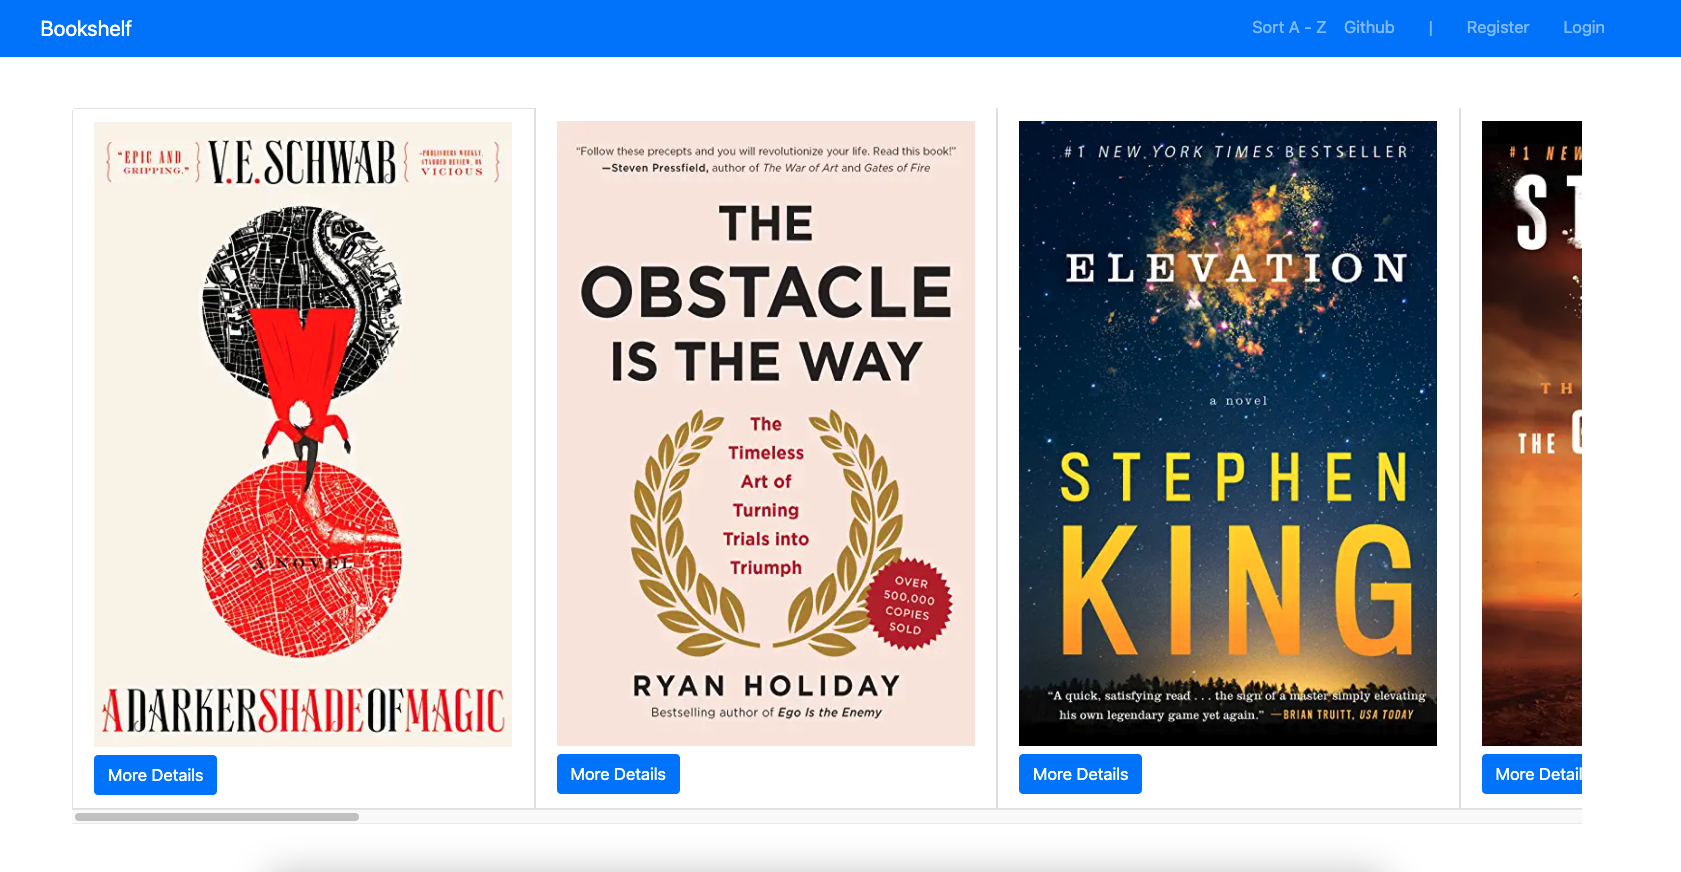 Bookshelf
Sort A - Z Github | Register Login
"EPIC AND
GRIPPING."
V.E.SCHWAB
-PUBLISHERS WEEKLY,
STARRED REVIEW, ON
VICIOUS
A NOVEL
A DARKER SHADE OF MAGIC
More Details
"Follow these precepts and you will revolutionize your life. Read this book!"
—Steven Pressfield, author of The War of Art and Gates of Fire
THE
OBSTACLE
IS THE WAY
The
Timeless
Art of
Turning
Trials into
Triumph
OVER
500,000
COPIES
SOLD
RYAN HOLIDAY
Bestselling author of Ego Is the Enemy
More Details
#1 NEW YORK TIMES BESTSELLER
ELEVATION
a novel
STEPHEN
KING
"A quick, satisfying read . . . the sign of a master simply elevating
his own legendary game yet again." —BRIAN TRUITT, USA TODAY
More Details
#1 NEW
ST
TH
THE
More Detail